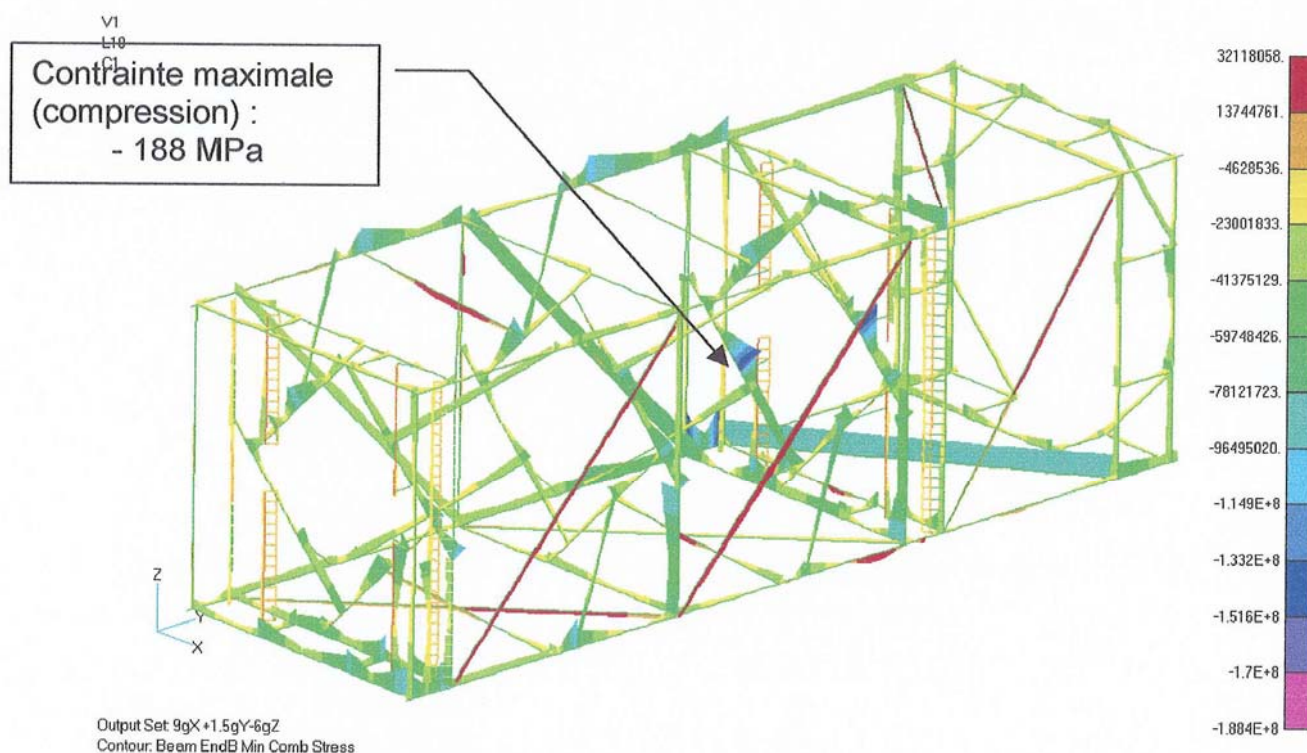 V1
L10
C1
Contrainte maximale
(compression) :
- 188 MPa
32118058.
13744761.
-4628536.
-23001833.
-41375129.
-59748426.
-78121723.
-96495020.
-1.149E+8
-1.332E+8
-1.516E+8
-1.7E+8
-1.884E+8
Z
Y
X
Output Set: 9gX +1.5gY-6gZ
Contour: Beam EndB Min Comb Stress